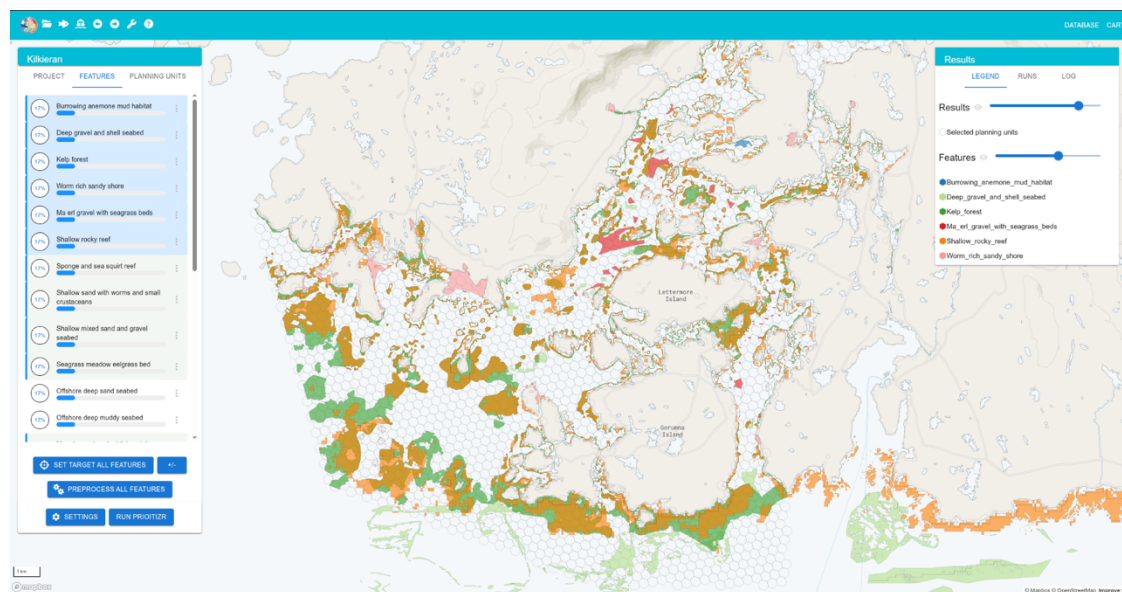 DATABASE CART
Kilkieran
PROJECT FEATURES PLANNING UNITS
17% Burrowing anemone mud habitat
17% Deep gravel and shell seabed
17% Kelp forest
17% Worm rich sandy shore
17% Ma erl gravel with seagrass beds
17% Shallow rocky reef
17% Sponge and sea squirt reef
17% Shallow sand with worms and small
crustaceans
17% Shallow mixed sand and gravel
seabed
17% Seagrass meadow eelgrass bed
17% Offshore deep sand seabed
17% Offshore deep muddy seabed
SET TARGET ALL FEATURES +/-
PREPROCESS ALL FEATURES
SETTINGS RUN PRIOITIZR
1 km
mapbox
Lettermore
Island
Gorumna
Island
Results
LEGEND RUNS LOG
Results
Selected planning units
Features
Burrowing_anemone_mud_habitat
Deep_gravel_and_shell_seabed
Kelp_forest
Ma_erl_gravel_with_seagrass_beds
Shallow_rocky_reef
Worm_rich_sandy_shore
© Mapbox © OpenStreetMap Improve